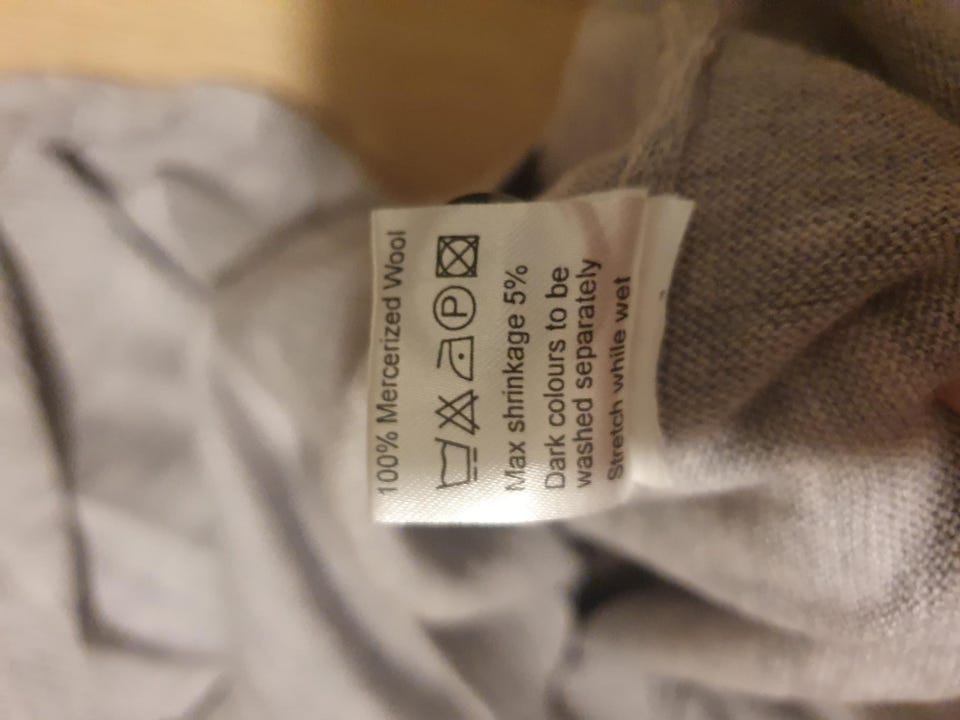 100% Mercerized Wool
P
Max shrinkage 5%
Dark colours to be
washed separately
Stretch while wet